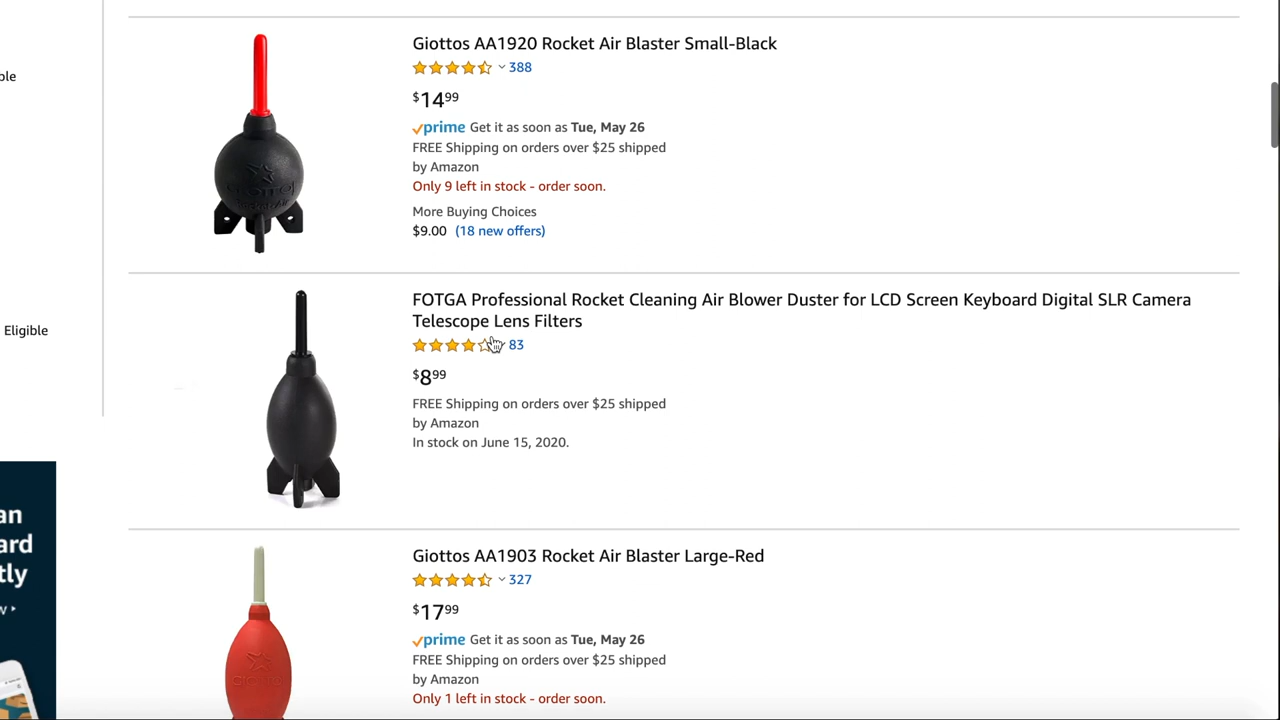 ple
Eligible
an
ard
tly
w
Giottos AA1920 Rocket Air Blaster Small-Black
388
$14 99
prime Get it as soon as Tue, May 26
FREE Shipping on orders over $25 shipped
by Amazon
Only 9 left in stock - order soon.
More Buying Choices
$9.00 (18 new offers)
FOTGA Professional Rocket Cleaning Air Blower Duster for LCD Screen Keyboard Digital SLR Camera
Telescope Lens Filters
83
$8 99
FREE Shipping on orders over $25 shipped
by Amazon
In stock on June 15, 2020.
Giottos AA1903 Rocket Air Blaster Large-Red
327
$17 99
prime Get it as soon as Tue, May 26
FREE Shipping on orders over $25 shipped
by Amazon
Only 1 left in stock - order soon.